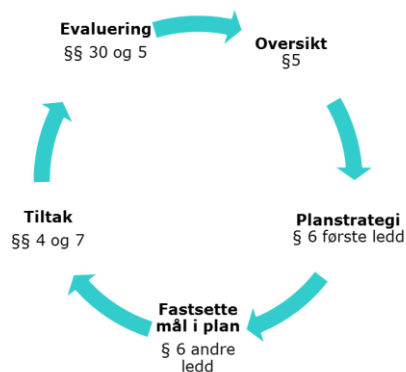 Evaluering
§§ 30 og 5
Oversikt
§5
Planstrategi
§ 6 første ledd
Fastsette
mål i plan
§ 6 andre
ledd
Tiltak
§§ 4 og 7